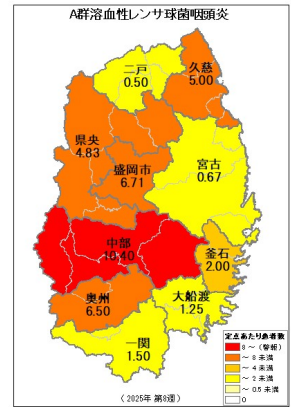 A群溶血性レンサ球菌咽頭炎
二戸
0.50
久慈
5.00
県央
4.83
盛岡市
6.71
宮古
0.67
中部
10.40
釜石
2.00
奥州
6.50
大船渡
1.25
一関
1.50
定点あたり患者数
8～（警報）
～8未満
～4未満
～2未満
～0.5未満
0
（2025年 第8週）